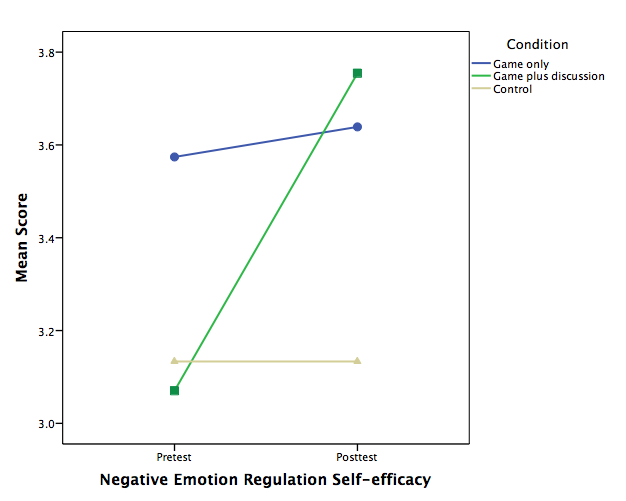 Condition
Game only
Game plus discussion
Control
3.8
3.6
3.4
3.2
3.0
Mean Score
Pretest
Posttest
Negative Emotion Regulation Self-efficacy